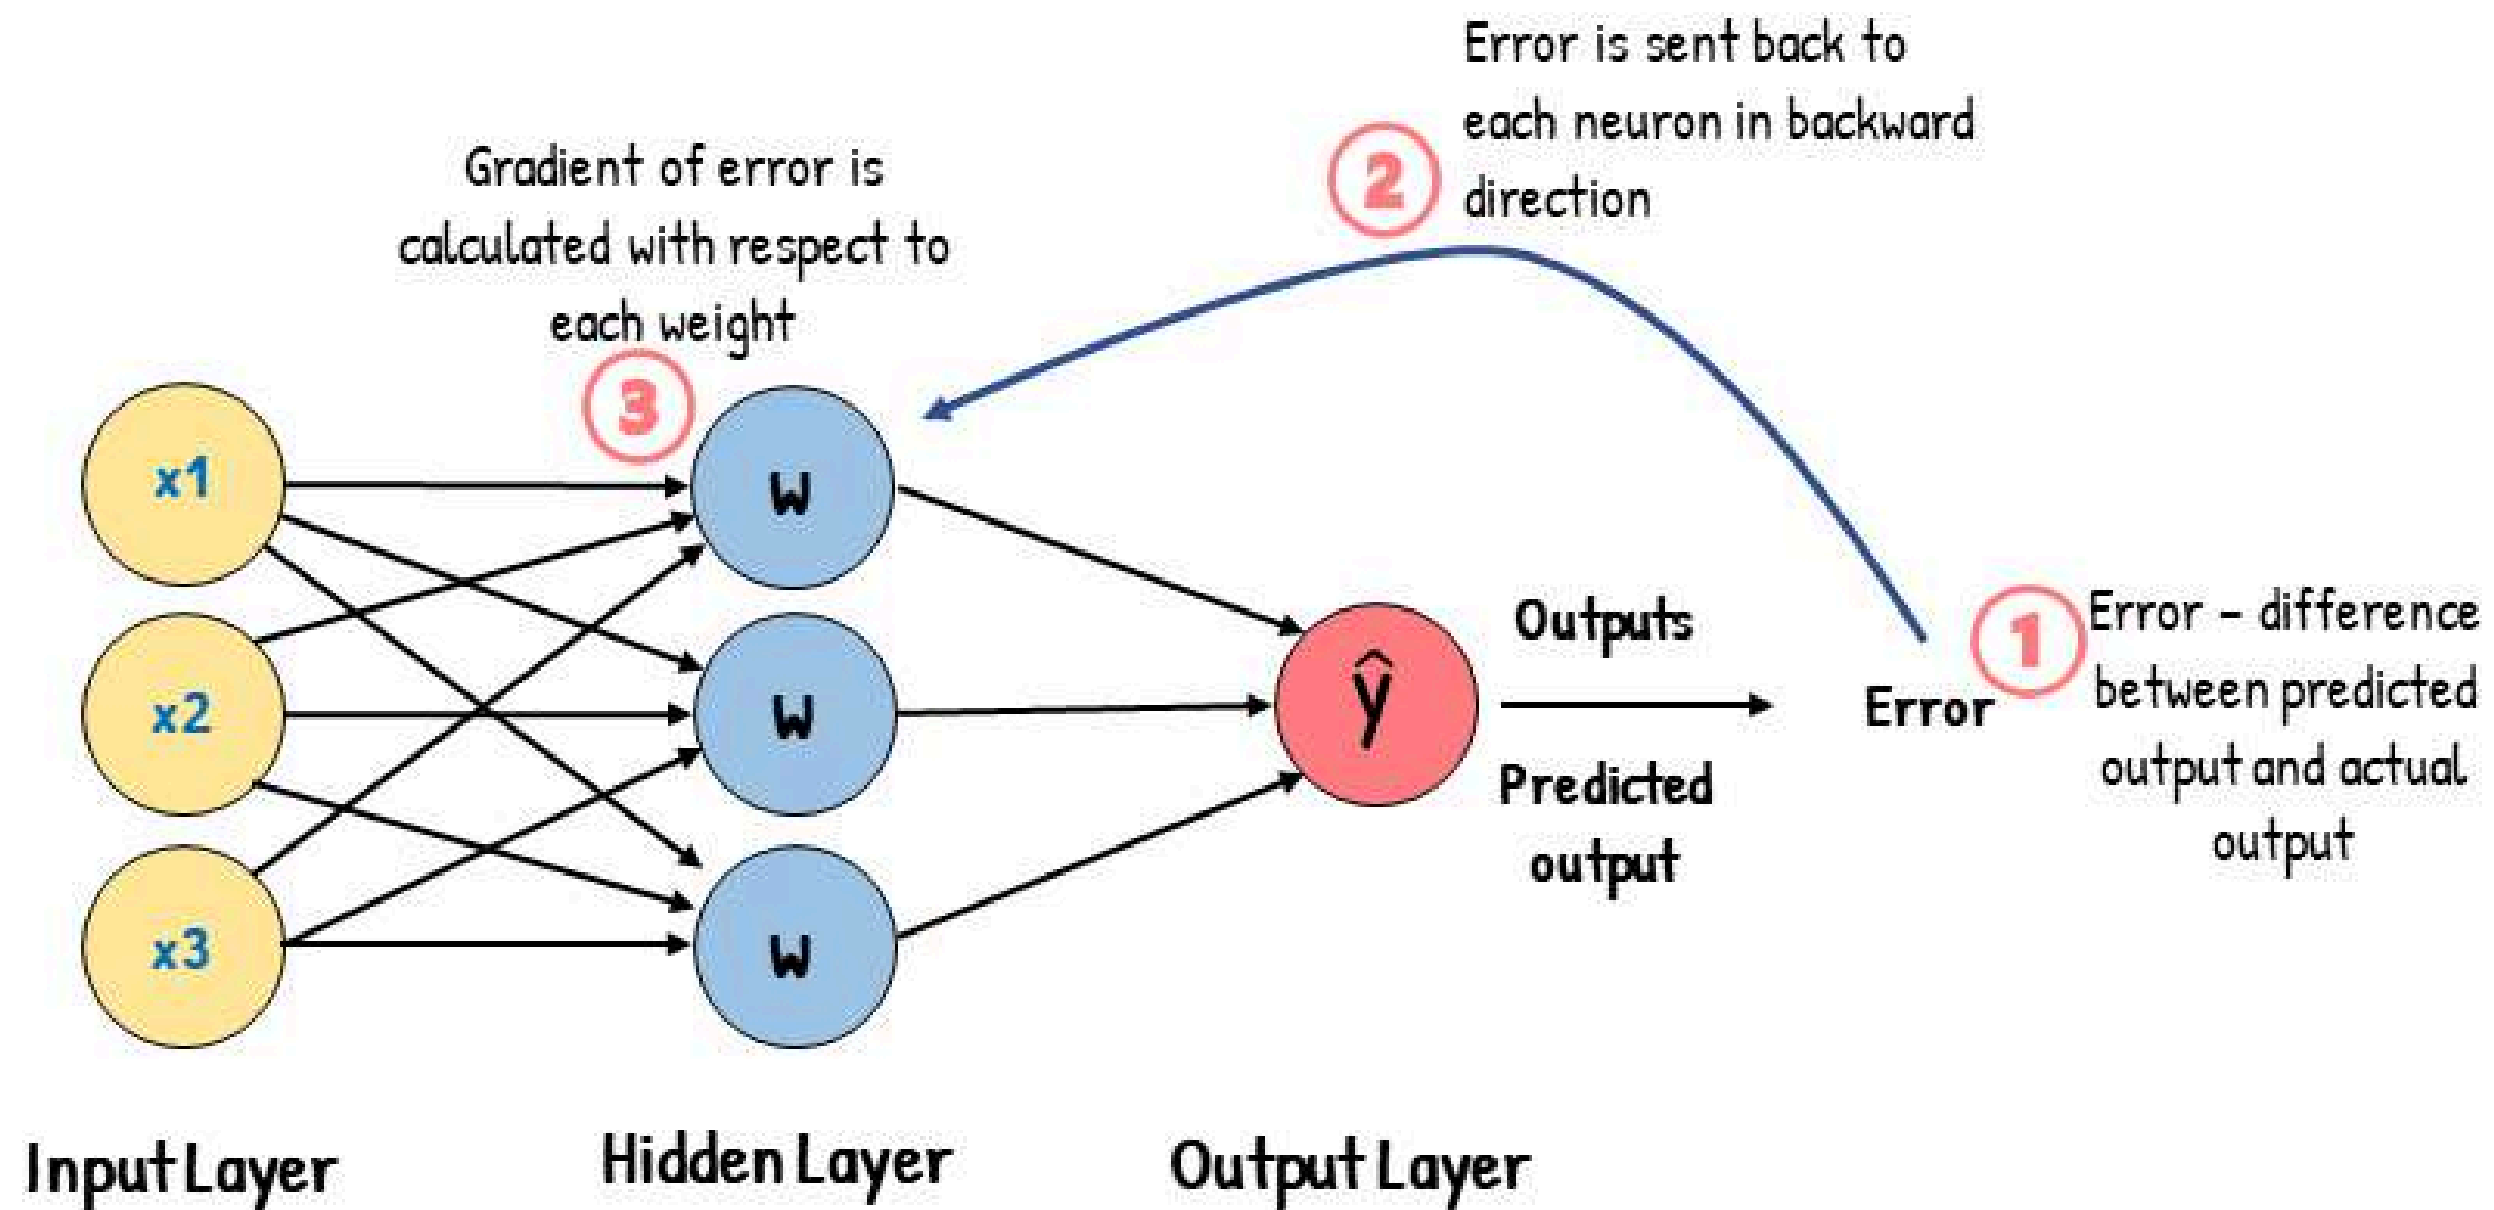 Error is sent back to
each neuron in backward
direction
2
Gradient of error is
calculated with respect to
each weight
3
x1
w
x2
w
x3
w
ŷ
Outputs
Predicted
output
Error
1
Error - difference
between predicted
output and actual
output
Input Layer
Hidden Layer
Output Layer